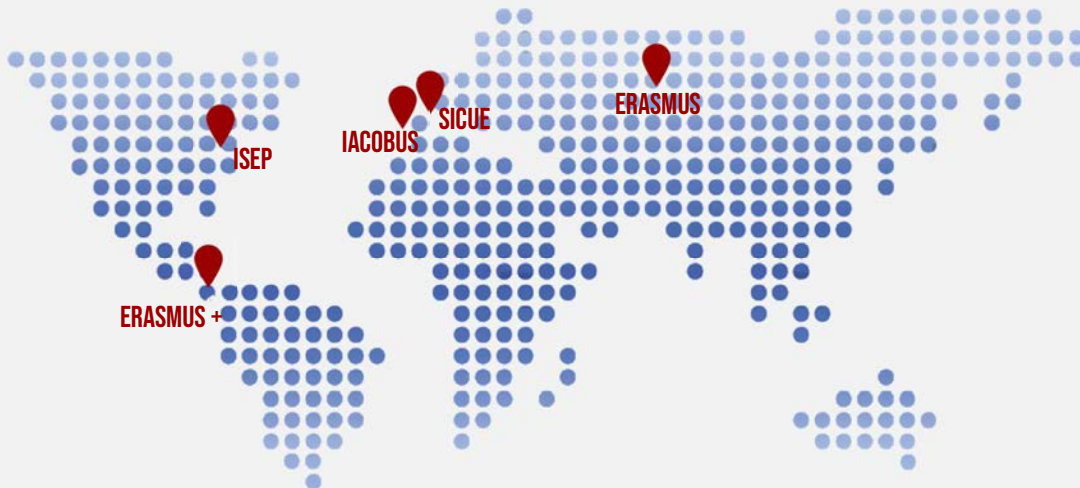 ERASMUS
SICUE
IACOBUS
ISEP
ERASMUS +